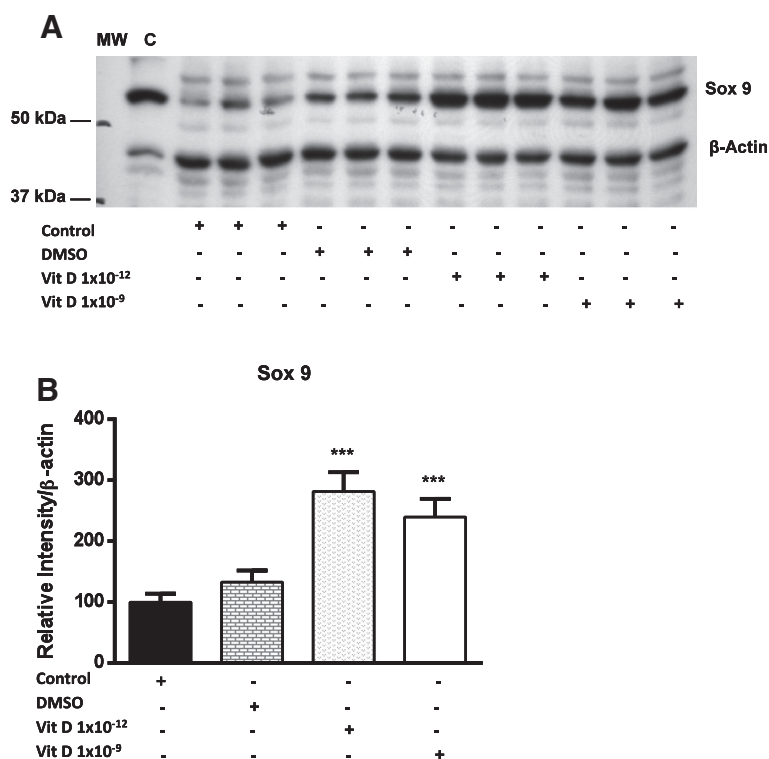 A
MW C
Sox 9
50 kDa
β-Actin
37 kDa
Control + + + - - - - - - - - -
DMSO - - - + + + - - - - - -
Vit D 1x10⁻¹² - - - - - - + + + - - -
Vit D 1x10⁻⁹ - - - - - - - - - + + +
B
Sox 9
Relative Intensity/β-actin
400
300
200
100
0
***
***
Control + - - -
DMSO - + - -
Vit D 1x10⁻¹² - - + -
Vit D 1x10⁻⁹ - - - +